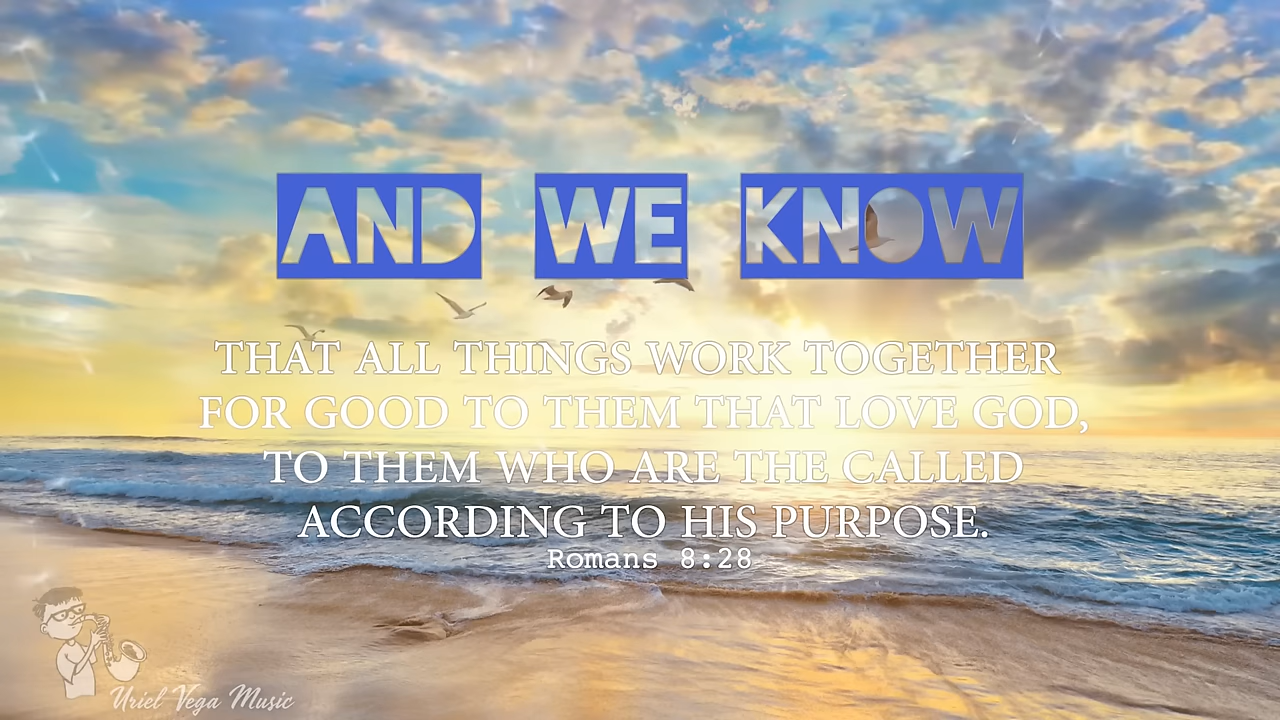 AND WE KNOW
THAT ALL THINGS WORK TOGETHER
FOR GOOD TO THEM THAT LOVE GOD,
TO THEM WHO ARE THE CALLED
ACCORDING TO HIS PURPOSE.
Romans 8:28
Uriel Vega Music